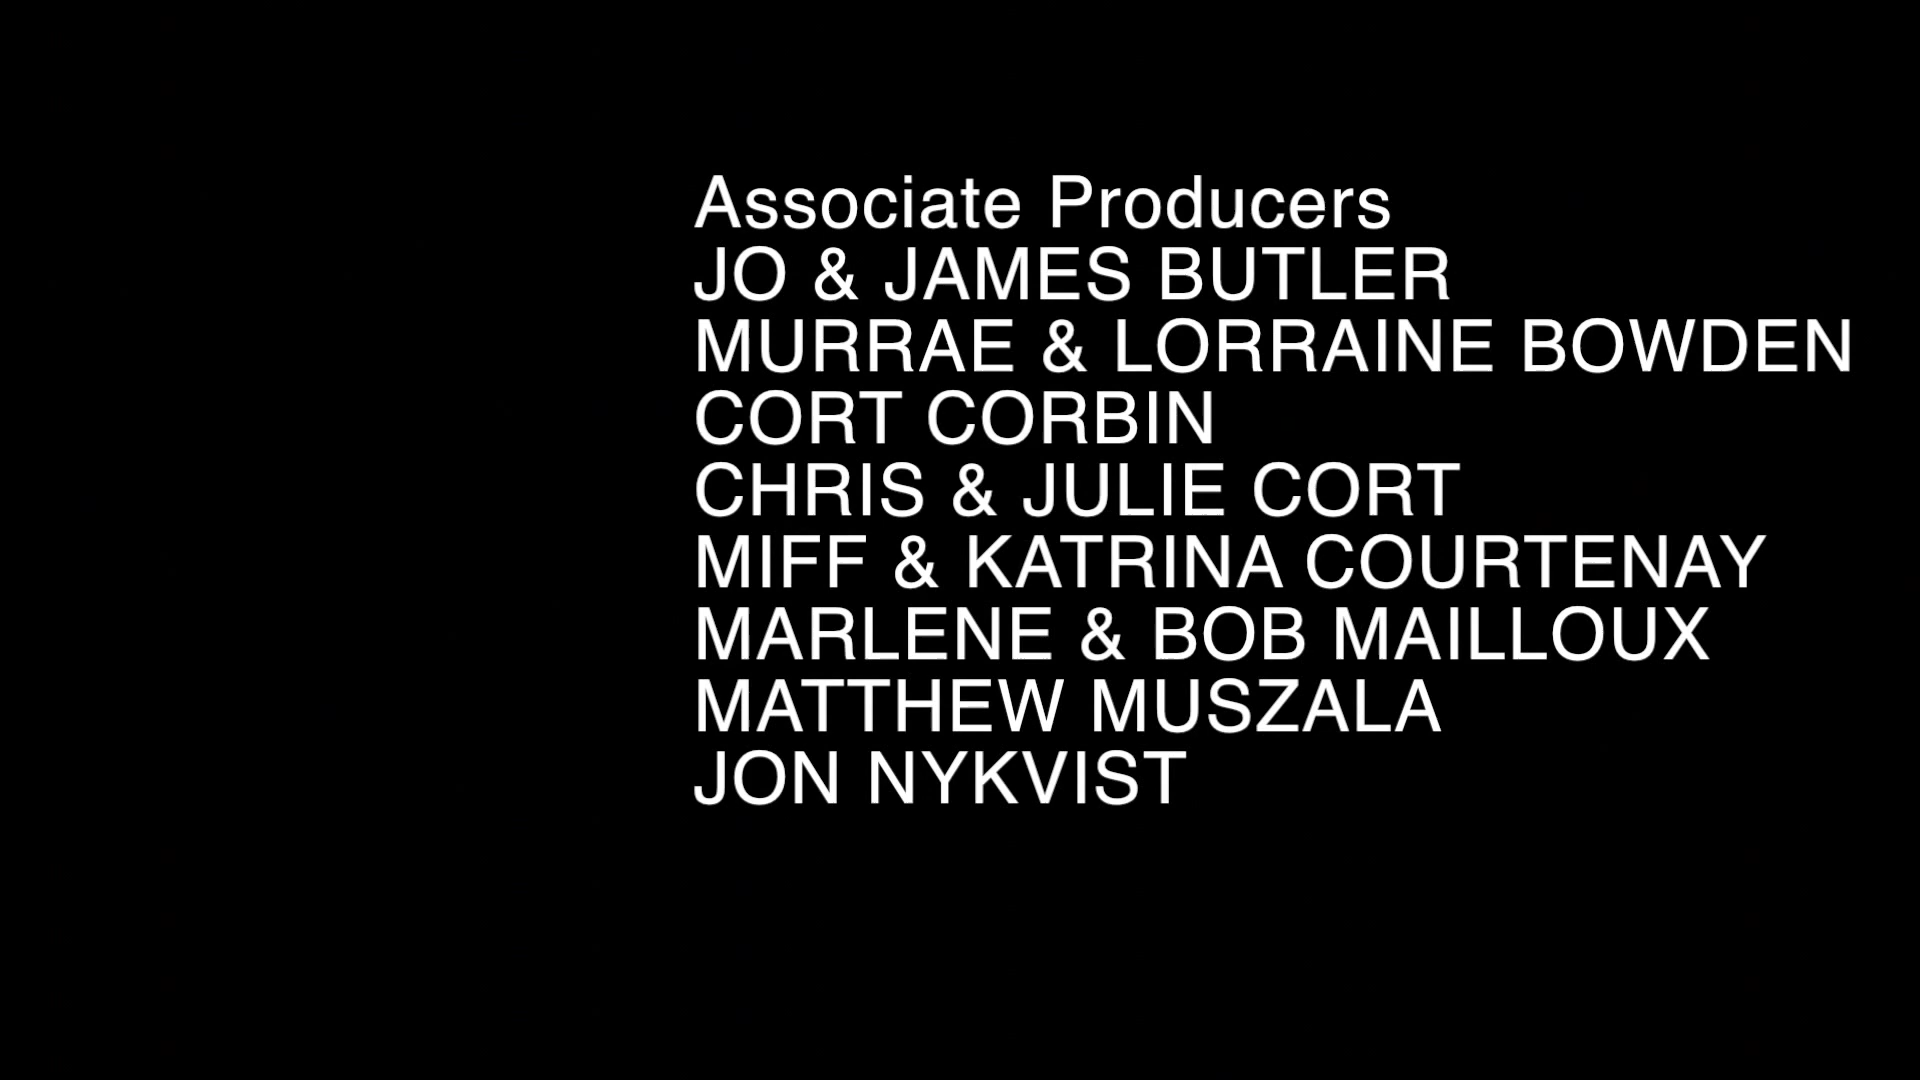 Associate Producers
JO & JAMES BUTLER
MURRAE & LORRAINE BOWDEN
CORT CORBIN
CHRIS & JULIE CORT
MIFF & KATRINA COURTENAY
MARLENE & BOB MAILLOUX
MATTHEW MUSZALA
JON NYKVIST